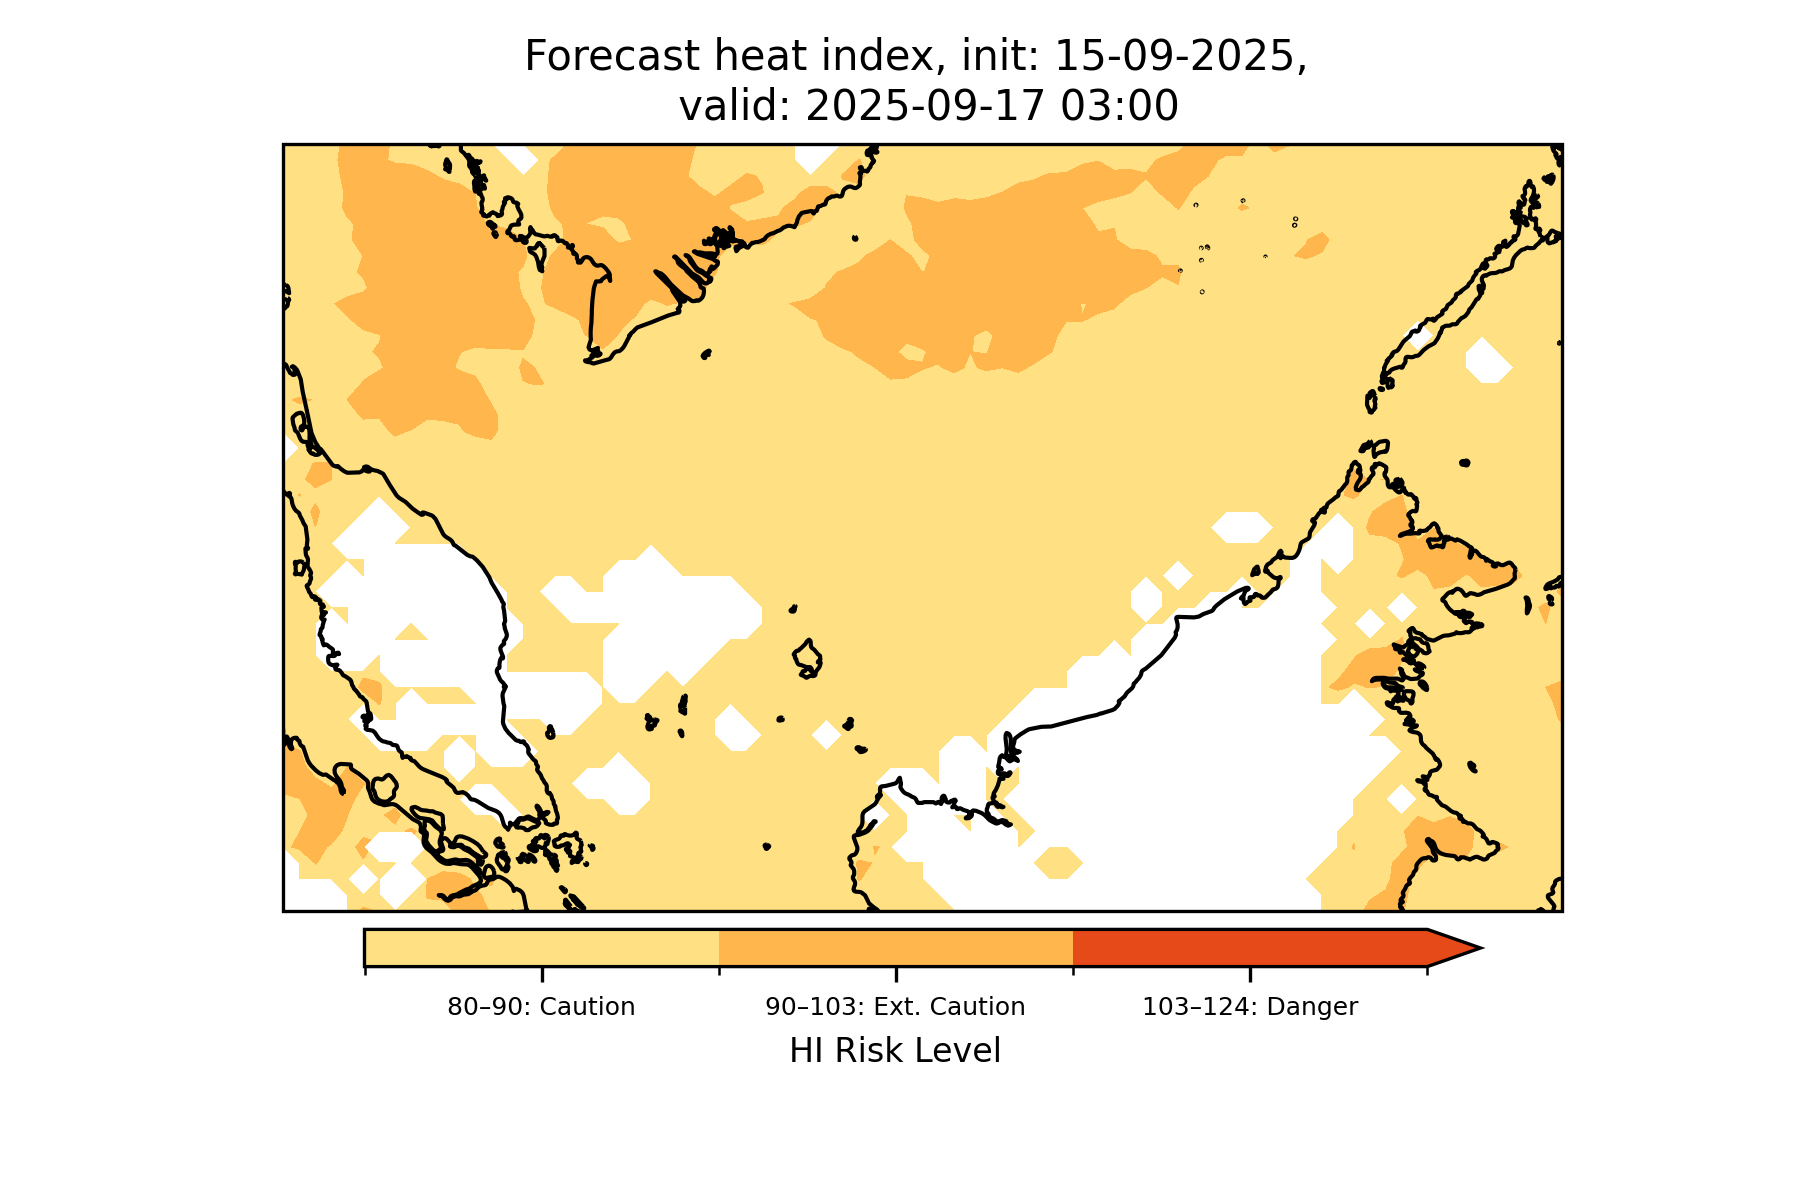 Forecast heat index, init: 15-09-2025,
valid: 2025-09-17 03:00
80–90: Caution
90–103: Ext. Caution
103–124: Danger
HI Risk Level